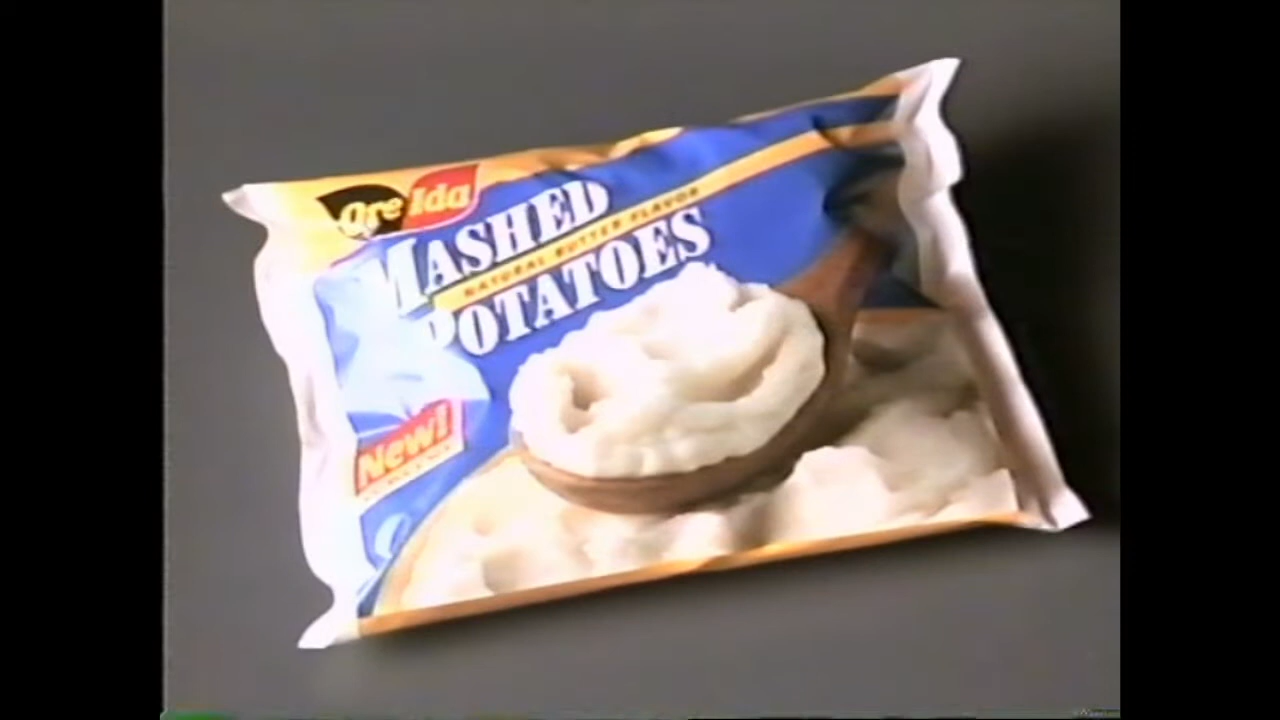 Ore Ida
MASHED
NATURAL BUTTER FLAVOR
POTATOES
New!